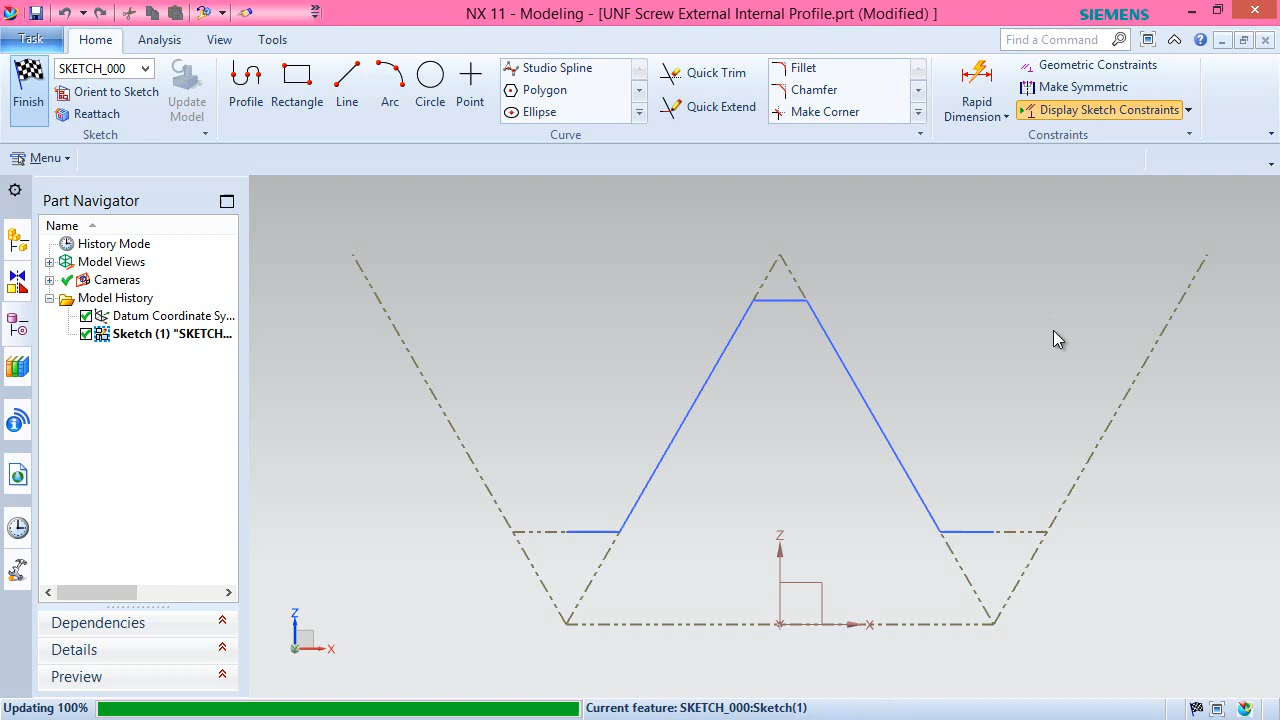 NX 11 - Modeling - [UNF Screw External Internal Profile.prt (Modified) ]
SIEMENS
Task
Home
Analysis
View
Tools
Find a Command
Finish
SKETCH_000
Orient to Sketch
Reattach
Update
Model
Sketch
Profile
Rectangle
Line
Arc
Circle
Point
Studio Spline
Polygon
Ellipse
Quick Trim
Quick Extend
Fillet
Chamfer
Make Corner
Curve
Rapid
Dimension
Geometric Constraints
Make Symmetric
Display Sketch Constraints
Constraints
Menu
Part Navigator
Name
History Mode
Model Views
Cameras
Model History
Datum Coordinate Sy...
Sketch (1) "SKETCH...
Dependencies
Details
Preview
Z
X
Z
X
Updating 100%
Current feature: SKETCH_000:Sketch(1)